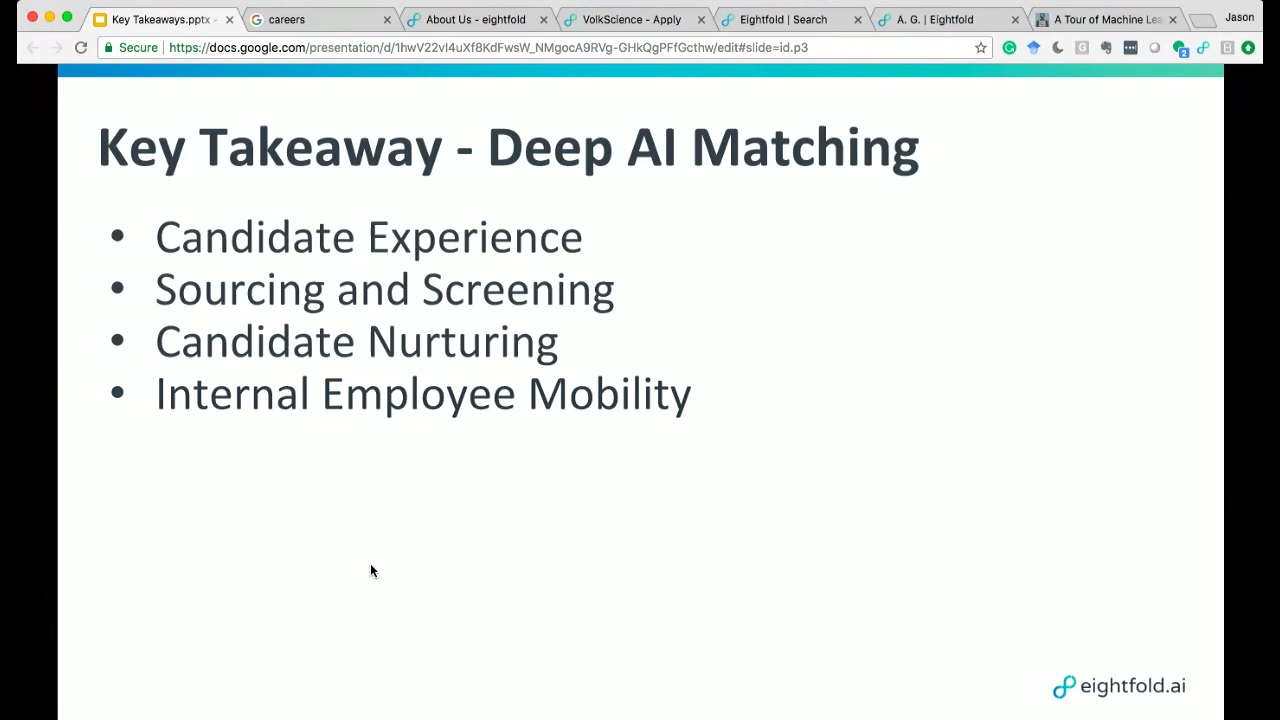 Key Takeaways.pptx -
careers
About Us - eightfold
VolkScience - Apply
Eightfold | Search
A. G. | Eightfold
A Tour of Machine Lea
Jason
Secure
https://docs.google.com/presentation/d/1hwV22vI4uXf8KdFwsW_NMgocA9RVg-GHkQgPFfGcthw/edit#slide=id.p3
Key Takeaway - Deep AI Matching
• Candidate Experience
• Sourcing and Screening
• Candidate Nurturing
• Internal Employee Mobility
eightfold.ai